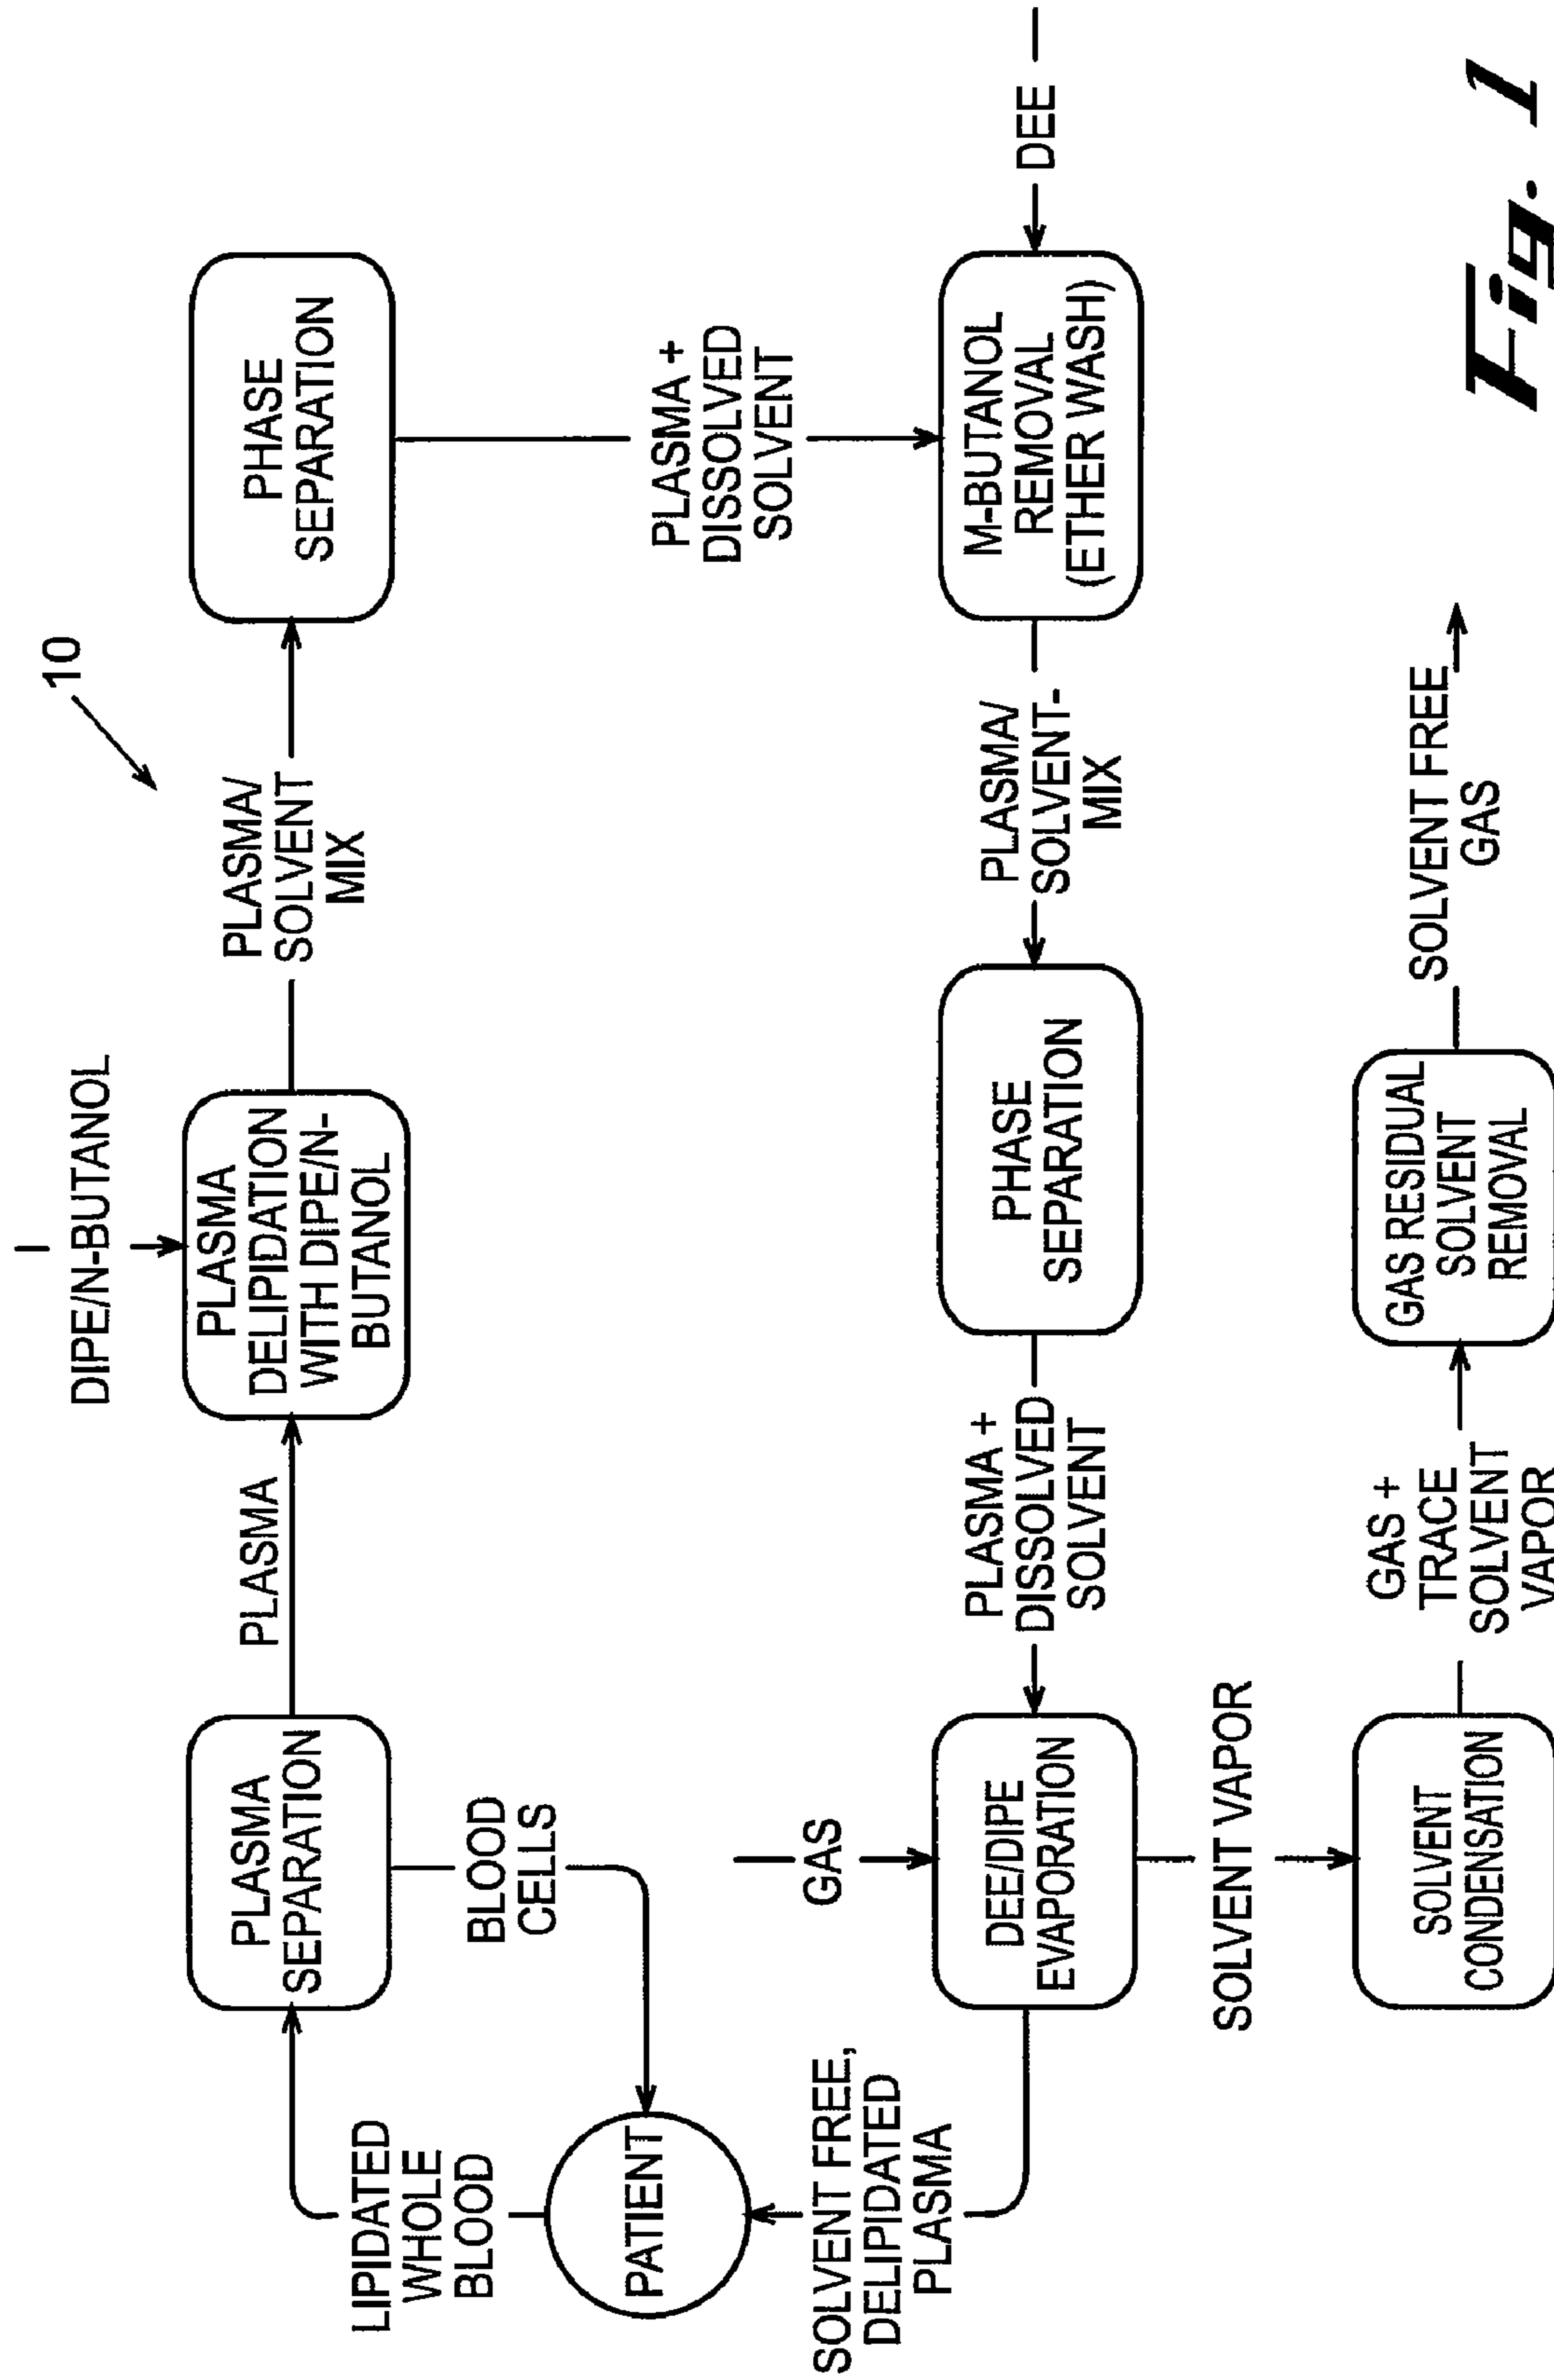 10
DIPE/N-BUTANOL
LIPIDATED
WHOLE
BLOOD
PLASMA
SEPARATION
PLASMA
PLASMA
DELIPIDATION
WITH DIPE/N-
BUTANOL
PLASMA/
SOLVENT
MIX
PHASE
SEPARATION
BLOOD
CELLS
PATIENT
PLASMA +
DISSOLVED
SOLVENT
SOLVENT FREE,
DELIPIDATED
PLASMA
GAS
DEE/DIPE
EVAPORATION
PLASMA +
DISSOLVED
SOLVENT
PHASE
SEPARATION
PLASMA/
SOLVENT-
MIX
M-BUTANOL
REMOVAL
(ETHER WASH)
DEE
SOLVENT VAPOR
SOLVENT
CONDENSATION
GAS +
TRACE
SOLVENT
VAPOR
GAS RESIDUAL
SOLVENT
REMOVAL
SOLVENT FREE
GAS
Fig. 1